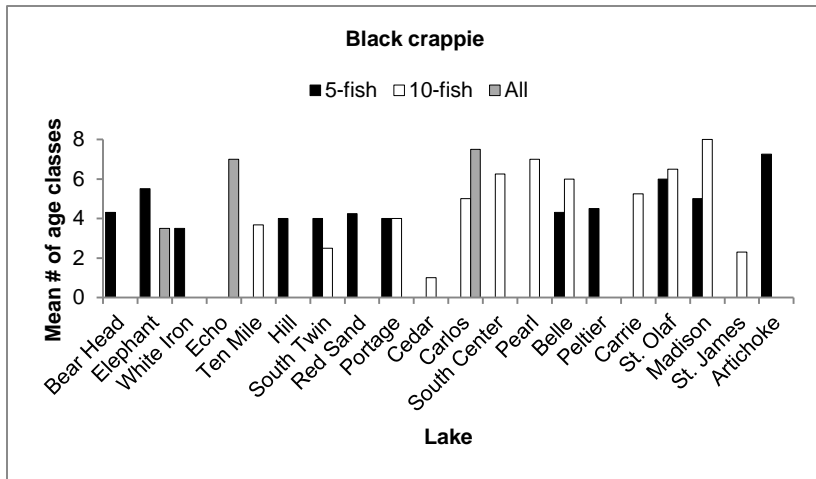 Black crappie
5-fish 10-fish All
Mean # of age classes
8
6
4
2
0
Bear Head
Elephant
White Iron
Echo
Ten Mile
Hill
South Twin
Red Sand
Portage
Cedar
Carlos
South Center
Pearl
Belle
Peltier
Carrie
St. Olaf
Madison
St. James
Artichoke
Lake